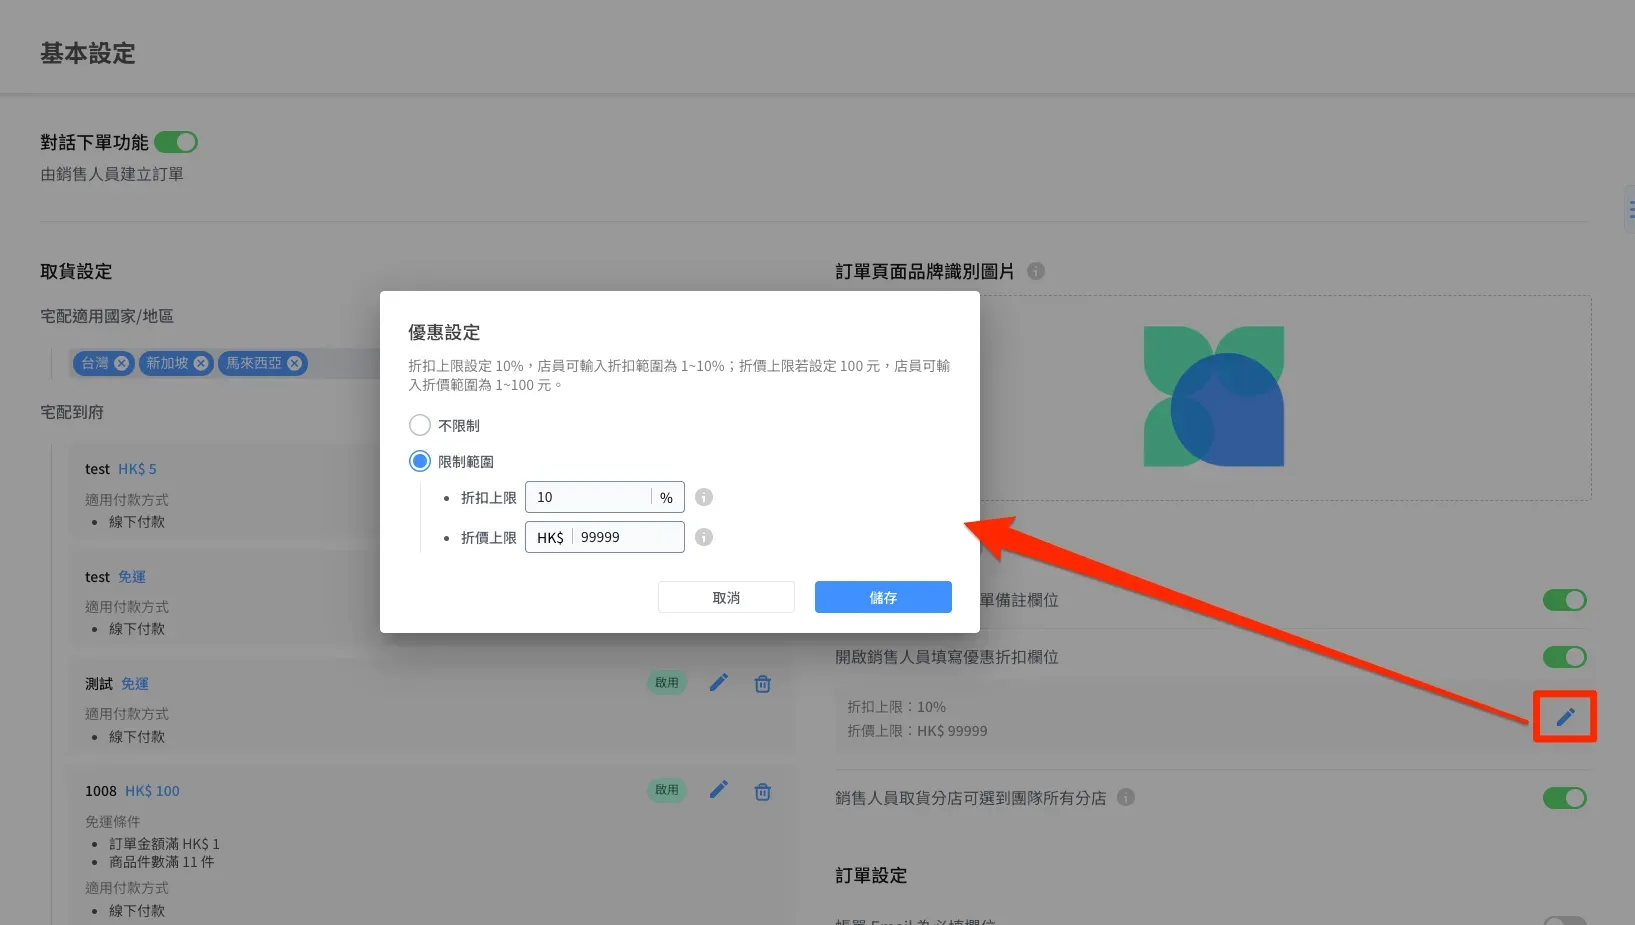 基本設定
對話下單功能
由銷售人員建立訂單
取貨設定
宅配適用國家/地區
台灣 新加坡 馬來西亞
宅配到府
test HK$ 5
適用付款方式
線下付款
test 免運
適用付款方式
線下付款
測試 免運 啟用
適用付款方式
線下付款
1008 HK$ 100 啟用
免運條件
訂單金額滿 HK$ 1
商品件數滿 11 件
適用付款方式
線下付款
訂單頁面品牌識別圖片
優惠設定
折扣上限設定 10%,店員可輸入折扣範圍為 1~10%;折價上限若設定 100 元,店員可輸
入折價範圍為 1~100 元。
不限制
限制範圍
折扣上限 10 %
折價上限 HK$ 99999
取消 儲存
單備註欄位
開啟銷售人員填寫優惠折扣欄位
折扣上限:10%
折價上限:HK$ 99999
銷售人員取貨分店可選到團隊所有分店
訂單設定